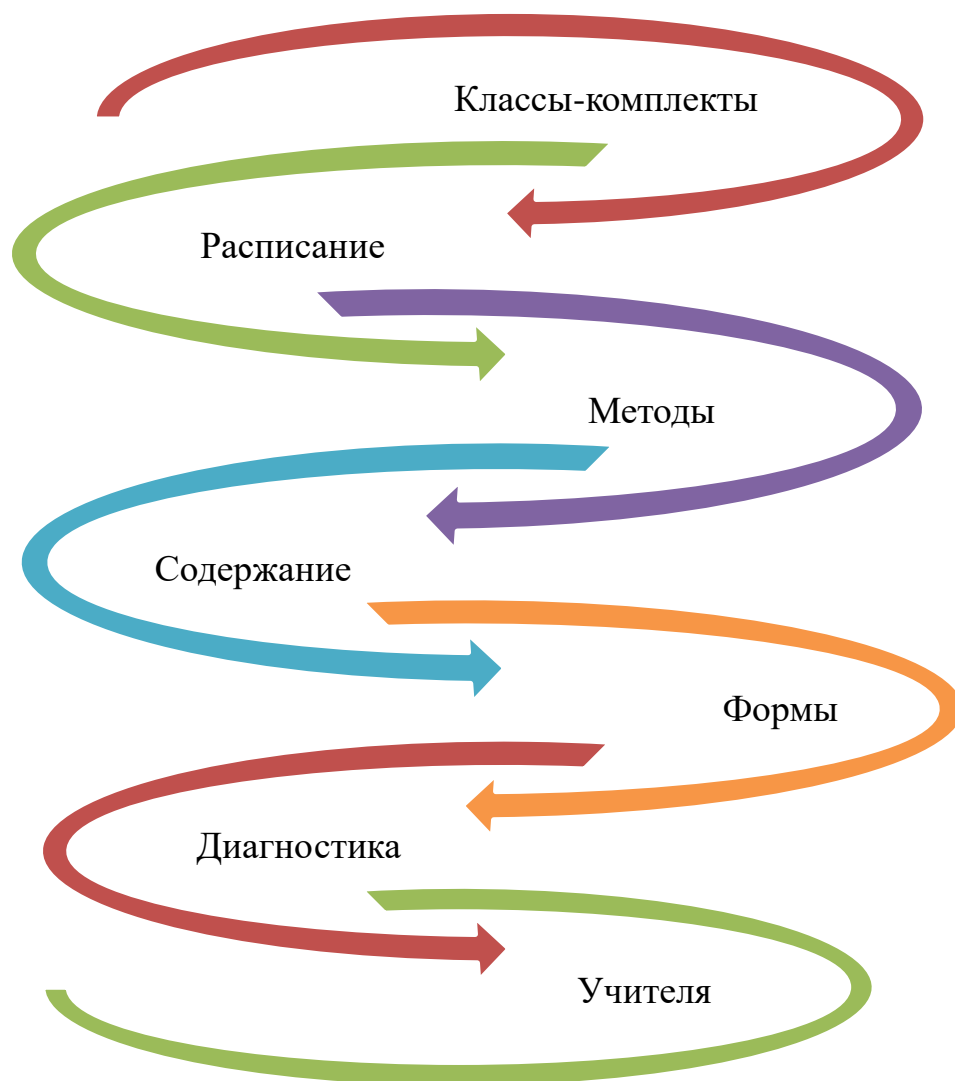 Классы-комплекты
Расписание
Методы
Содержание
Формы
Диагностика
Учителя